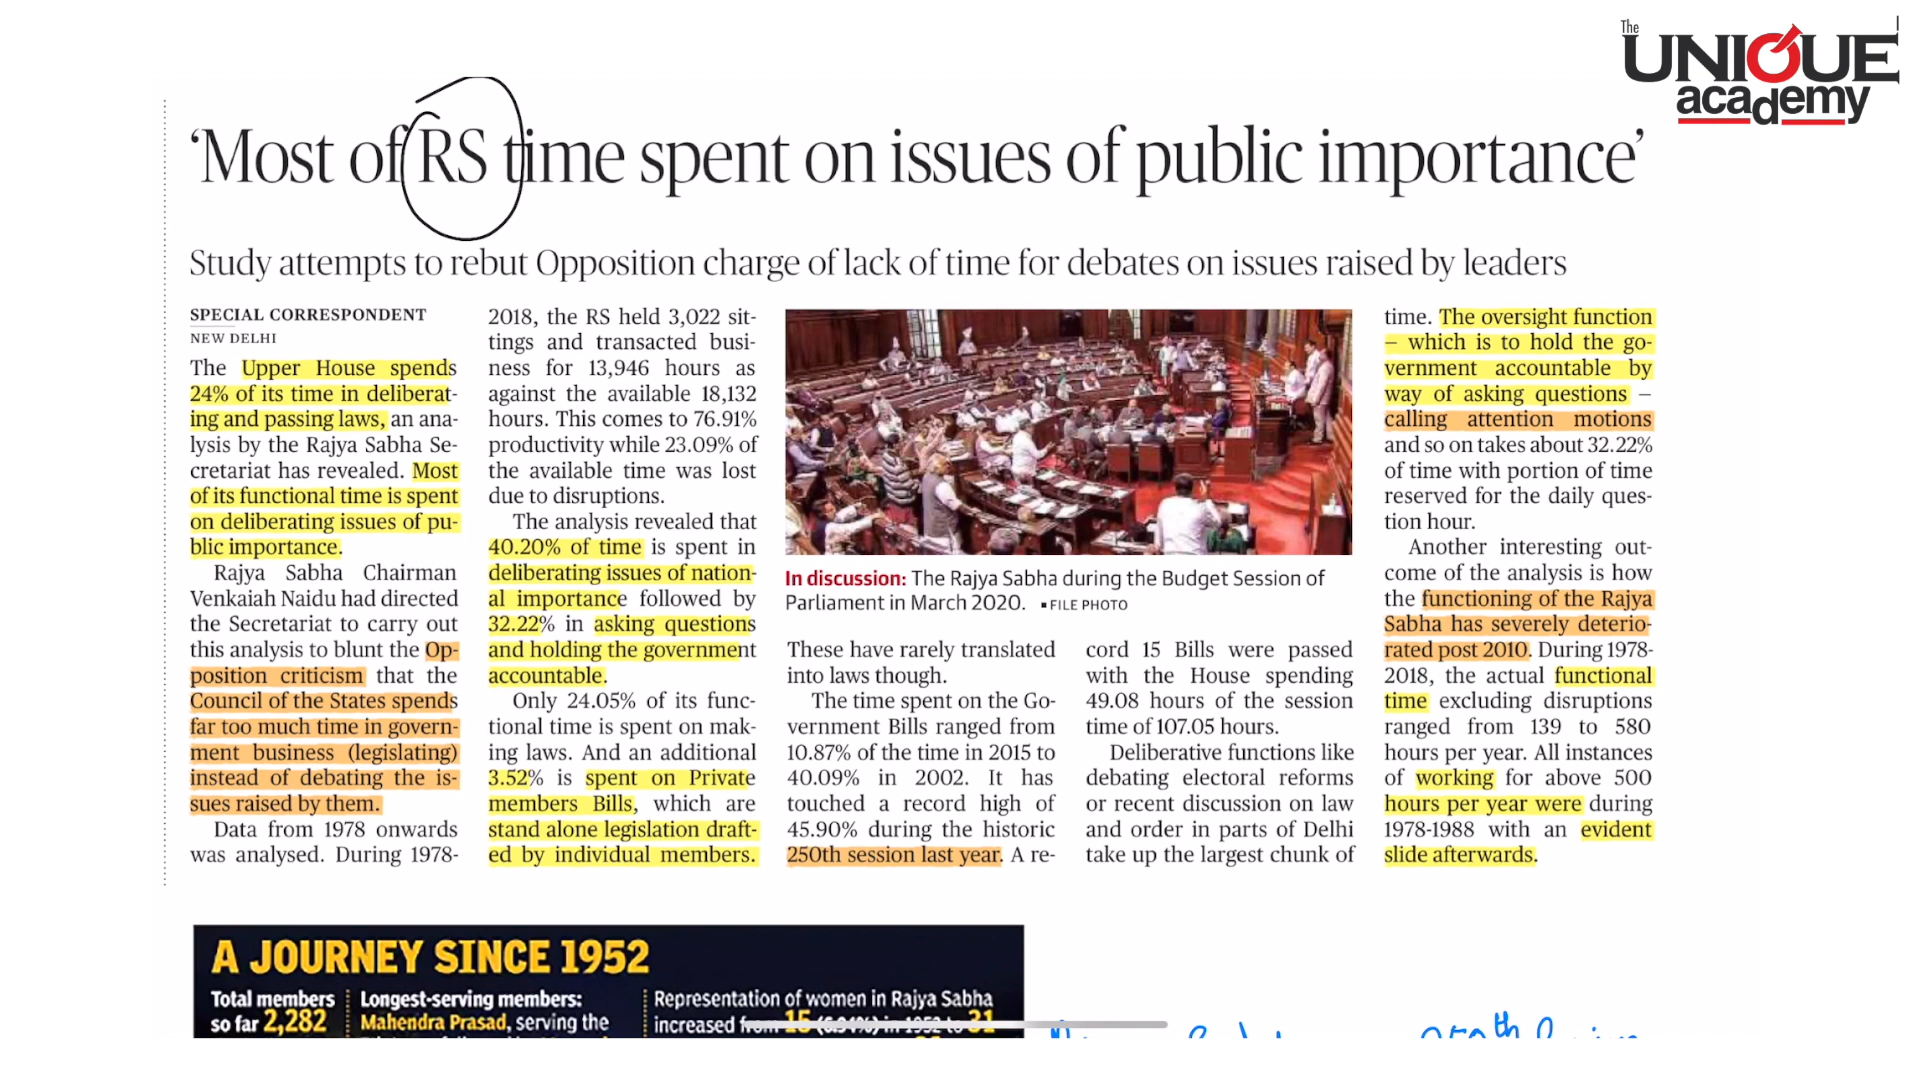 The
UNIQUE
academy
‘Most of RS time spent on issues of public importance’
Study attempts to rebut Opposition charge of lack of time for debates on issues raised by leaders
SPECIAL CORRESPONDENT
NEW DELHI
The Upper House spends
24% of its time in deliberat-
ing and passing laws, an ana-
lysis by the Rajya Sabha Se-
cretariat has revealed. Most
of its functional time is spent
on deliberating issues of pu-
blic importance.
Rajya Sabha Chairman
Venkaiah Naidu had directed
the Secretariat to carry out
this analysis to blunt the Op-
position criticism that the
Council of the States spends
far too much time in govern-
ment business (legislating)
instead of debating the is-
sues raised by them.
Data from 1978 onwards
was analysed. During 1978-
2018, the RS held 3,022 sit-
tings and transacted busi-
ness for 13,946 hours as
against the available 18,132
hours. This comes to 76.91%
productivity while 23.09% of
the available time was lost
due to disruptions.
The analysis revealed that
40.20% of time is spent in
deliberating issues of nation-
al importance followed by
32.22% in asking questions
and holding the government
accountable.
Only 24.05% of its func-
tional time is spent on mak-
ing laws. And an additional
3.52% is spent on Private
members Bills, which are
stand alone legislation draft-
ed by individual members.
In discussion: The Rajya Sabha during the Budget Session of
Parliament in March 2020. ▪FILE PHOTO
These have rarely translated
into laws though.
The time spent on the Go-
vernment Bills ranged from
10.87% of the time in 2015 to
40.09% in 2002. It has
touched a record high of
45.90% during the historic
250th session last year. A re-
cord 15 Bills were passed
with the House spending
49.08 hours of the session
time of 107.05 hours.
Deliberative functions like
debating electoral reforms
or recent discussion on law
and order in parts of Delhi
take up the largest chunk of
time. The oversight function
– which is to hold the go-
vernment accountable by
way of asking questions –
calling attention motions
and so on takes about 32.22%
of time with portion of time
reserved for the daily ques-
tion hour.
Another interesting out-
come of the analysis is how
the functioning of the Rajya
Sabha has severely deterio-
rated post 2010. During 1978-
2018, the actual functional
time excluding disruptions
ranged from 139 to 580
hours per year. All instances
of working for above 500
hours per year were during
1978-1988 with an evident
slide afterwards.
A JOURNEY SINCE 1952
Total members
so far 2,282
Longest-serving members:
Mahendra Prasad, serving the
Representation of women in Rajya Sabha
increased from 15 (6.94%) in 1952 to 31